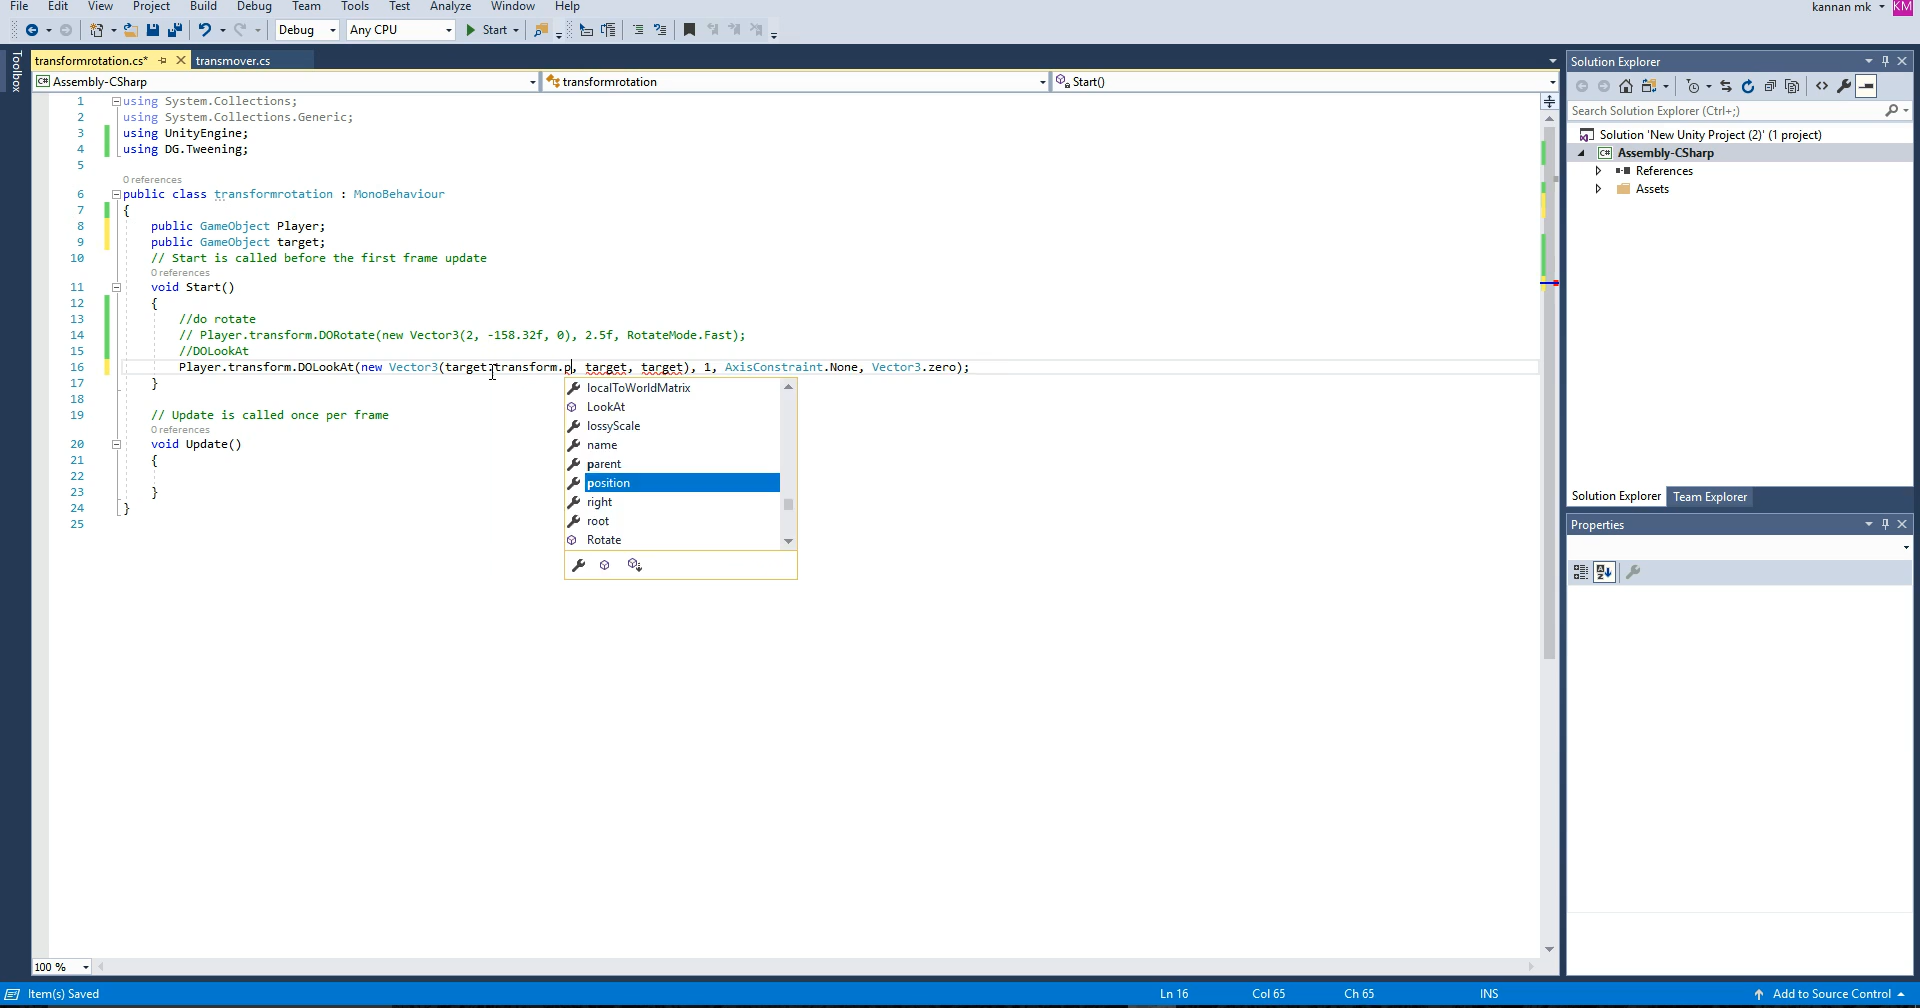 File Edit View Project Build Debug Team Tools Test Analyze Window Help kannan mk KM
Debug Any CPU Start
Toolbox
transformrotation.cs* transmover.cs
C# Assembly-CSharp transformrotation Start()
1 using System.Collections;
2 using System.Collections.Generic;
3 using UnityEngine;
4 using DG.Tweening;
5
0 references
6 public class transformrotation : MonoBehaviour
7 {
8 public GameObject Player;
9 public GameObject target;
10 // Start is called before the first frame update
0 references
11 void Start()
12 {
13 //do rotate
14 // Player.transform.DORotate(new Vector3(2, -158.32f, 0), 2.5f, RotateMode.Fast);
15 //DOLookAt
16 Player.transform.DOLookAt(new Vector3(target.transform.p, target, target), 1, AxisConstraint.None, Vector3.zero);
17 }
18
19 // Update is called once per frame
0 references
20 void Update()
21 {
22
23 }
24 }
25
localToWorldMatrix
LookAt
lossyScale
name
parent
position
right
root
Rotate
Solution Explorer
Search Solution Explorer (Ctrl+;)
Solution 'New Unity Project (2)' (1 project)
C# Assembly-CSharp
References
Assets
Solution Explorer Team Explorer
Properties
100 %
Item(s) Saved Ln 16 Col 65 Ch 65 INS Add to Source Control